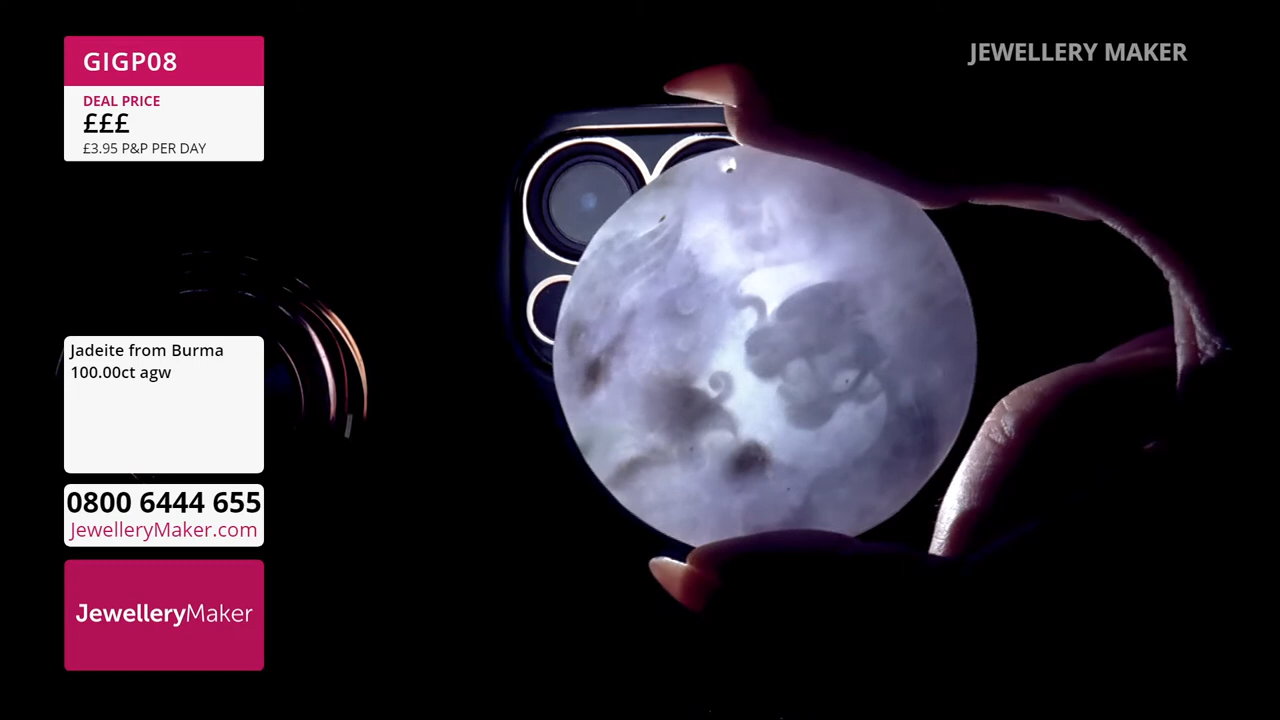 GIGP08
DEAL PRICE
£££
£3.95 P&P PER DAY
Jadeite from Burma
100.00ct agw
0800 6444 655
JewelleryMaker.com
JewelleryMaker
JEWELLERY MAKER